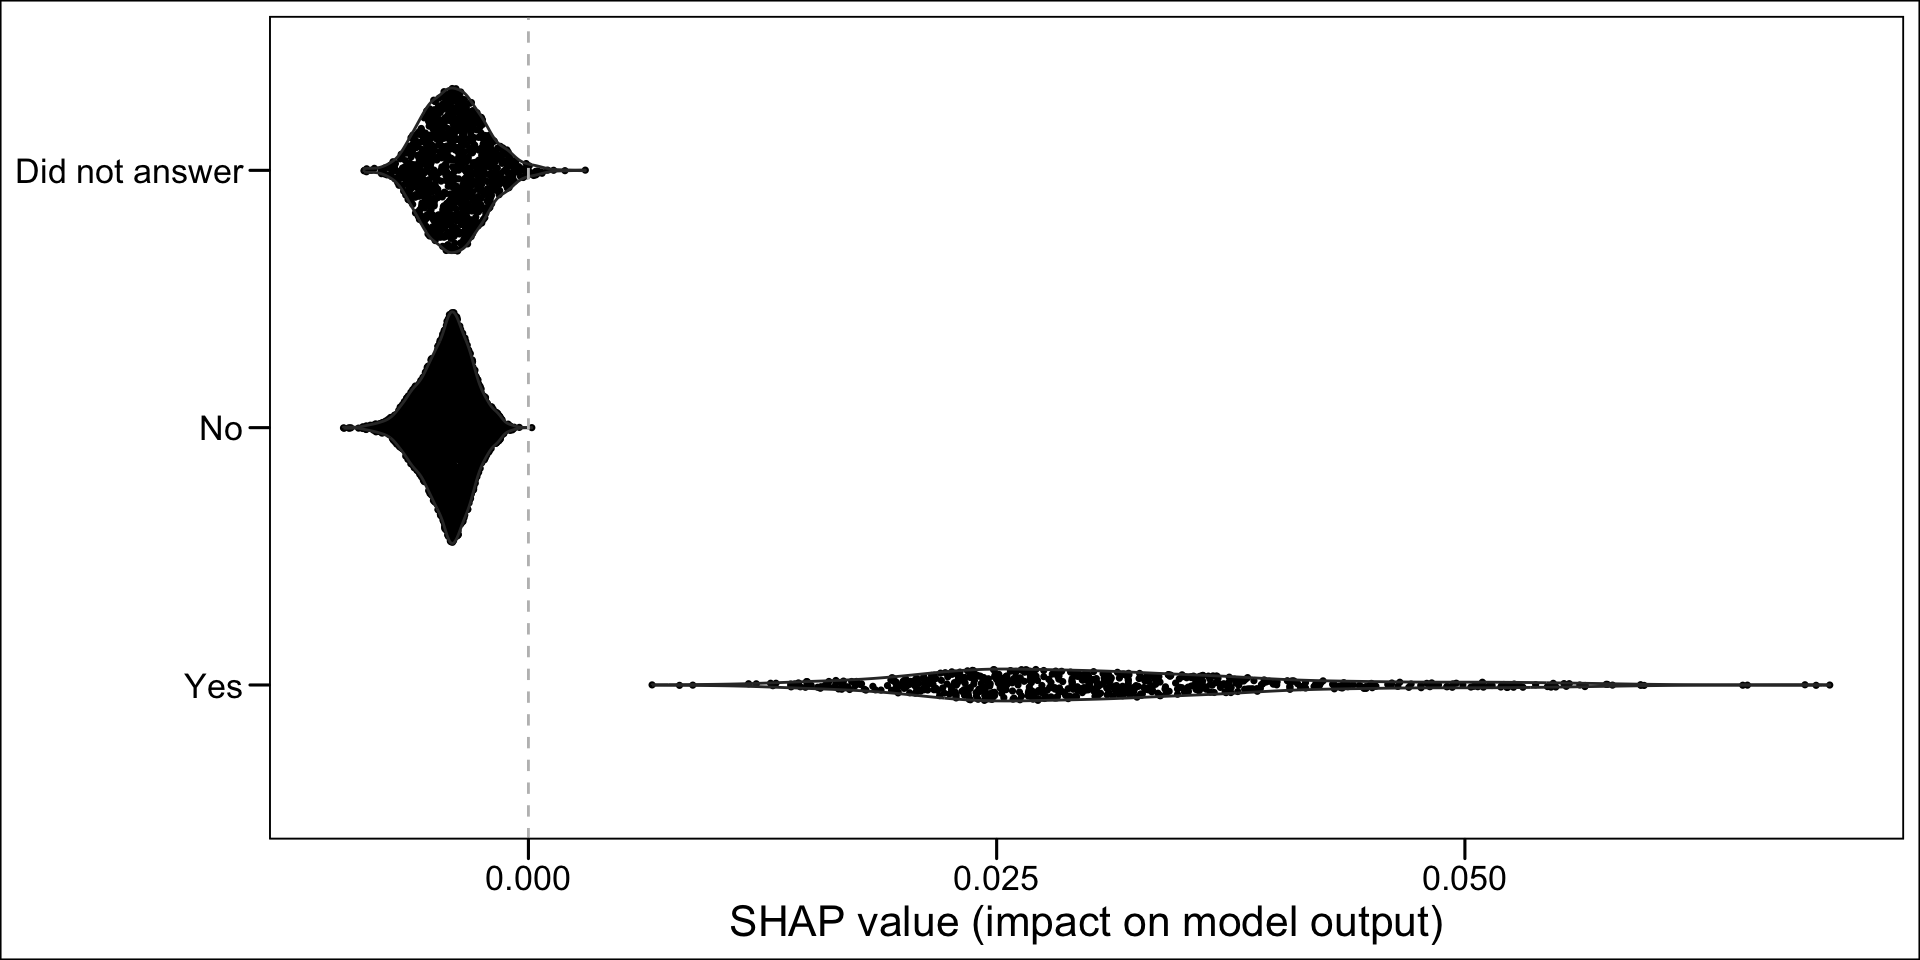 Did not answer
No
Yes
0.000
0.025
0.050
SHAP value (impact on model output)